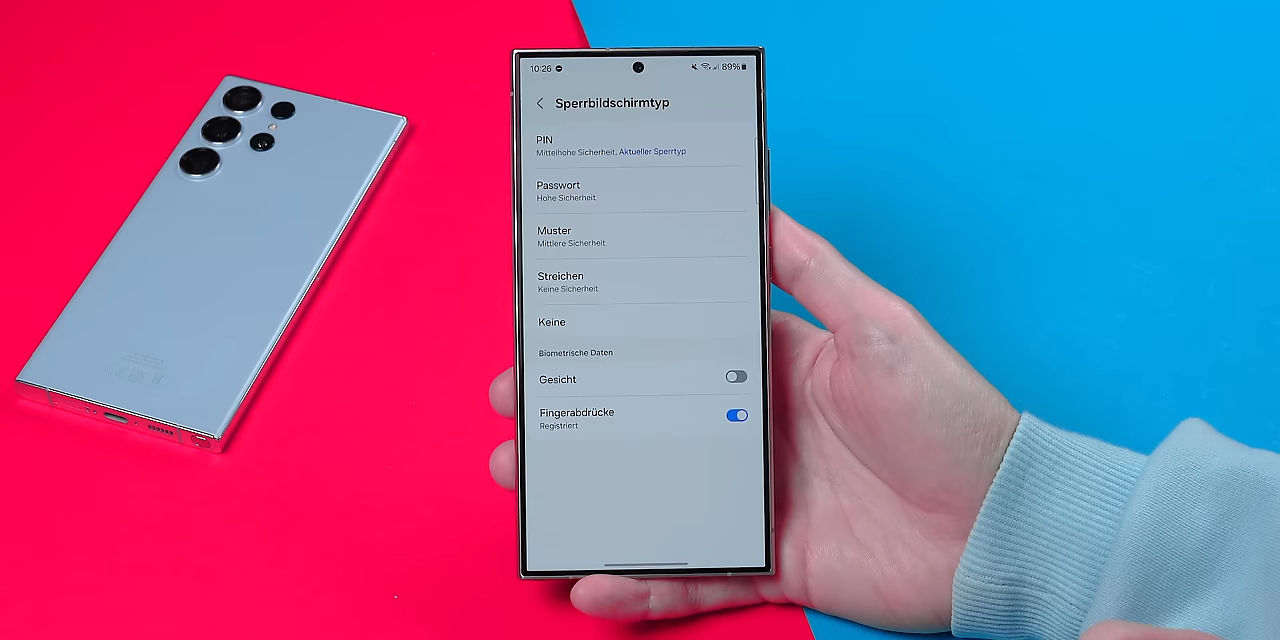 10:26 89%
Sperrbildschirmtyp
PIN
Mittelhohe Sicherheit, Aktueller Sperrtyp
Passwort
Hohe Sicherheit
Muster
Mittlere Sicherheit
Streichen
Keine Sicherheit
Keine
Biometrische Daten
Gesicht
Fingerabdrücke
Registriert